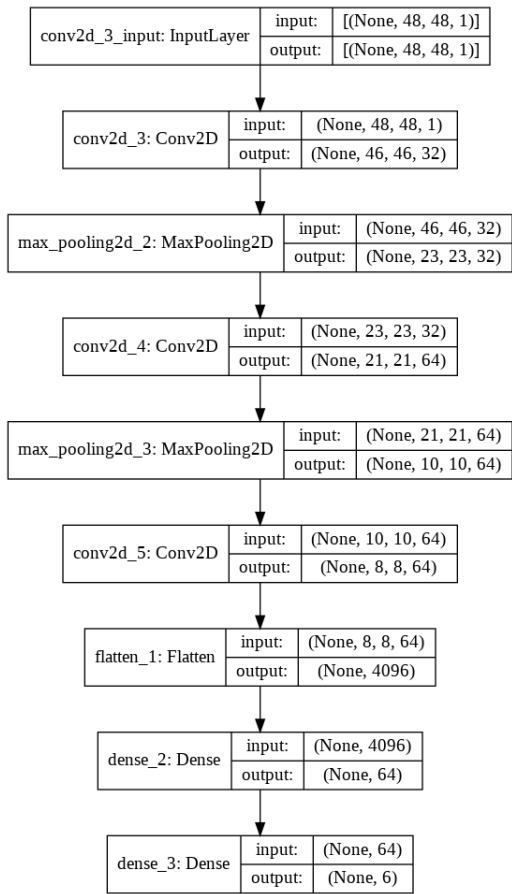 conv2d_3_input: InputLayer
input: [(None, 48, 48, 1)]
output: [(None, 48, 48, 1)]
conv2d_3: Conv2D
input: (None, 48, 48, 1)
output: (None, 46, 46, 32)
max_pooling2d_2: MaxPooling2D
input: (None, 46, 46, 32)
output: (None, 23, 23, 32)
conv2d_4: Conv2D
input: (None, 23, 23, 32)
output: (None, 21, 21, 64)
max_pooling2d_3: MaxPooling2D
input: (None, 21, 21, 64)
output: (None, 10, 10, 64)
conv2d_5: Conv2D
input: (None, 10, 10, 64)
output: (None, 8, 8, 64)
flatten_1: Flatten
input: (None, 8, 8, 64)
output: (None, 4096)
dense_2: Dense
input: (None, 4096)
output: (None, 64)
dense_3: Dense
input: (None, 64)
output: (None, 6)